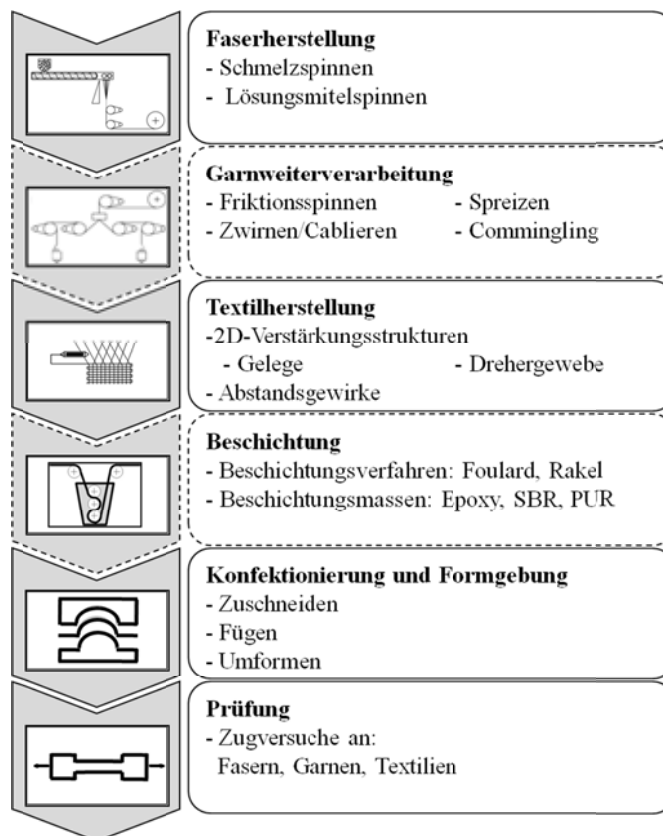 Faserherstellung
- Schmelzspinnen
- Lösungsmitelspinnen
Garnweiterverarbeitung
- Friktionsspinnen - Spreizen
- Zwirnen/Cablieren - Commingling
Textilherstellung
-2D-Verstärkungsstrukturen
- Gelege - Drehergewebe
- Abstandsgewirke
Beschichtung
- Beschichtungsverfahren: Foulard, Rakel
- Beschichtungsmassen: Epoxy, SBR, PUR
Konfektionierung und Formgebung
- Zuschneiden
- Fügen
- Umformen
Prüfung
- Zugversuche an:
Fasern, Garnen, Textilien